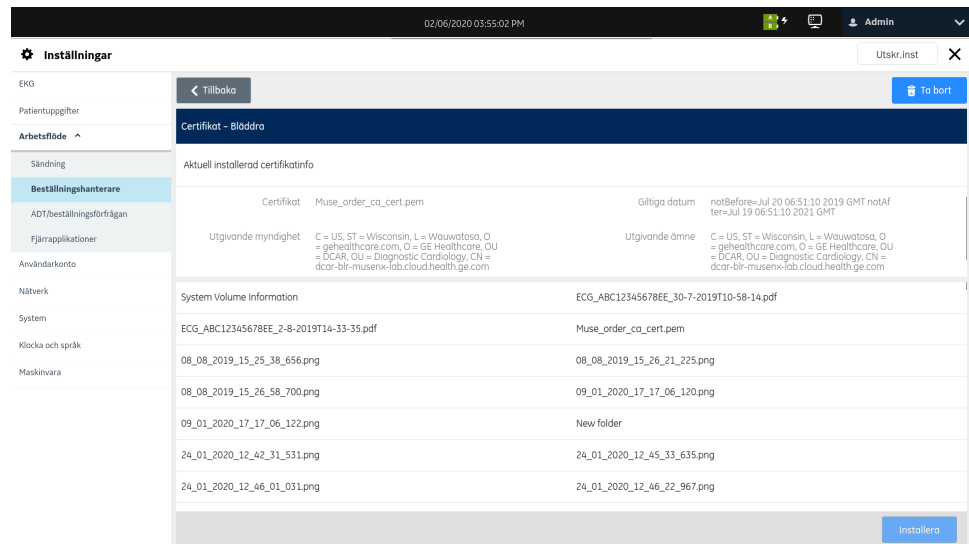 02/06/2020 03:55:02 PM
A
B
Admin
Inställningar
Utskr.inst
EKG
Patientuppgifter
Arbetsflöde
Sändning
Beställningshanterare
ADT/beställningsförfrågan
Fjärrapplikationer
Användarkonto
Nätverk
System
Klocka och språk
Maskinvara
Tillbaka
Ta bort
Certifikat – Bläddra
Aktuell installerad certifikatinfo
Certifikat
Muse_order_ca_cert.pem
Giltiga datum
notBefore=Jul 20 06:51:10 2019 GMT notAf
ter=Jul 19 06:51:10 2021 GMT
Utgivande myndighet
C = US, ST = Wisconsin, L = Wauwatosa, O
= gehealthcare.com, O = GE Healthcare, OU
= DCAR, OU = Diagnostic Cardiology, CN =
dcar-blr-musenx-lab.cloud.health.ge.com
Utgivande ämne
C = US, ST = Wisconsin, L = Wauwatosa, O
= gehealthcare.com, O = GE Healthcare, OU
= DCAR, OU = Diagnostic Cardiology, CN =
dcar-blr-musenx-lab.cloud.health.ge.com
System Volume Information
ECG_ABC12345678EE_30-7-2019T10-58-14.pdf
ECG_ABC12345678EE_2-8-2019T14-33-35.pdf
Muse_order_ca_cert.pem
08_08_2019_15_25_38_656.png
08_08_2019_15_26_21_225.png
08_08_2019_15_26_58_700.png
09_01_2020_17_17_06_120.png
09_01_2020_17_17_06_122.png
New folder
24_01_2020_12_42_31_531.png
24_01_2020_12_45_33_635.png
24_01_2020_12_46_01_031.png
24_01_2020_12_46_22_967.png
Installera